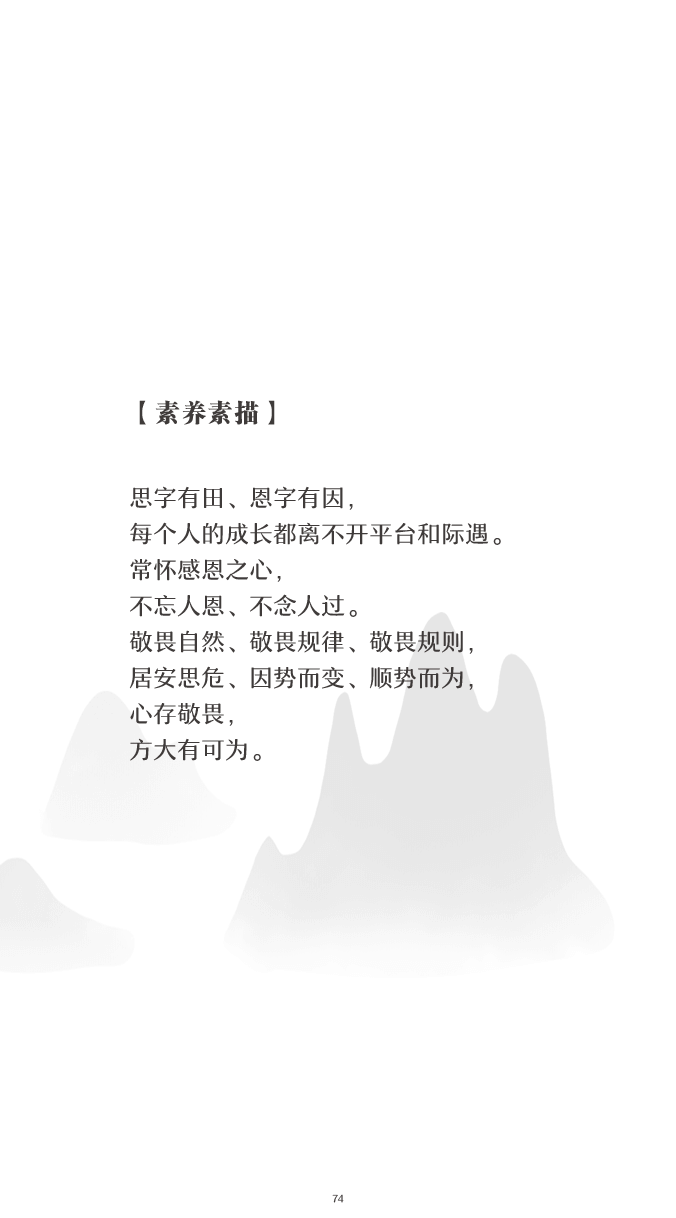 【素养素描】
思字有田、恩字有因，
每个人的成长都离不开平台和际遇。
常怀感恩之心，
不忘人恩、不念人过。
敬畏自然、敬畏规律、敬畏规则，
居安思危、因势而变、顺势而为，
心存敬畏，
方大有可为。
74